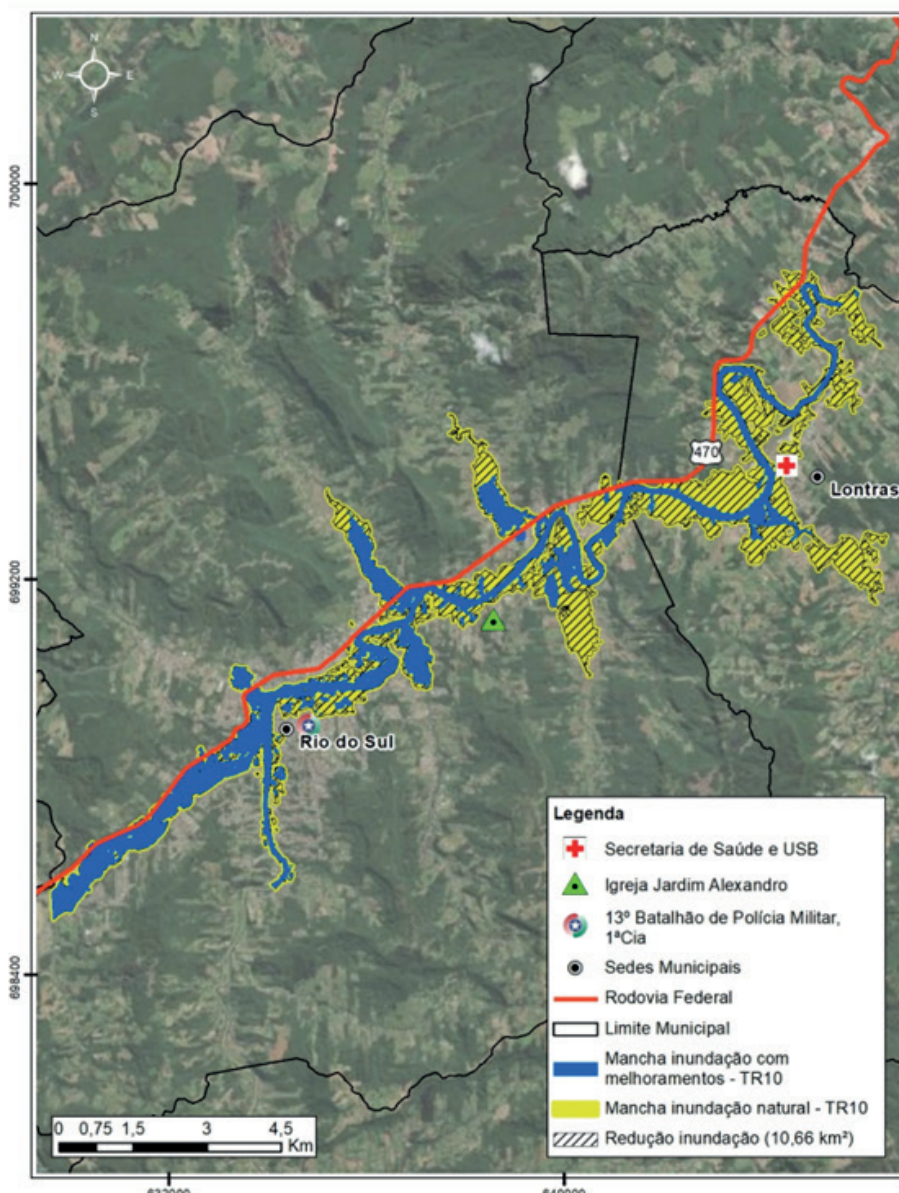 N
W E
S
700000
470
Lontras
699200
Rio do Sul
698400
Legenda
Secretaria de Saúde e USB
Igreja Jardim Alexandro
13º Batalhão de Polícia Militar,
1ªCia
Sedes Municipais
Rodovia Federal
Limite Municipal
Mancha inundação com
melhoramentos - TR10
Mancha inundação natural - TR10
Redução inundação (10,66 km²)
0 0,75 1,5 3 4,5
Km